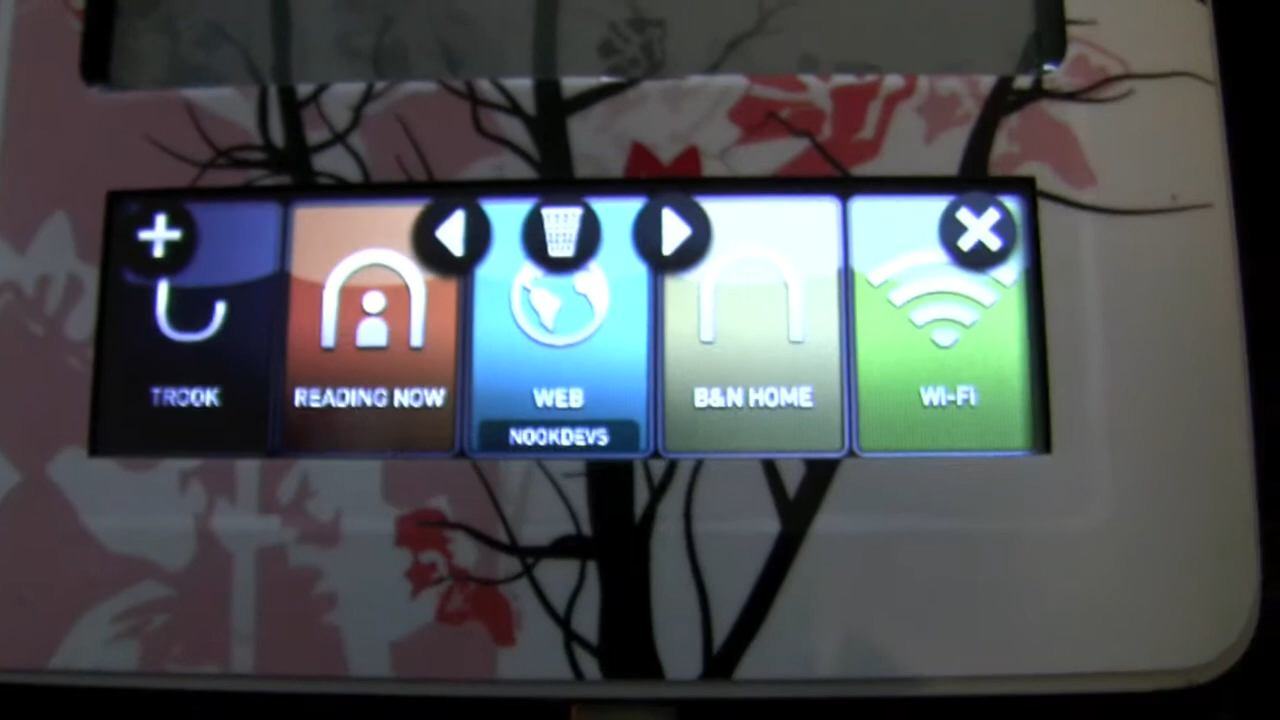 TROOK
READING NOW
WEB
NOOKDEVS
B&N HOME
Wi-Fi